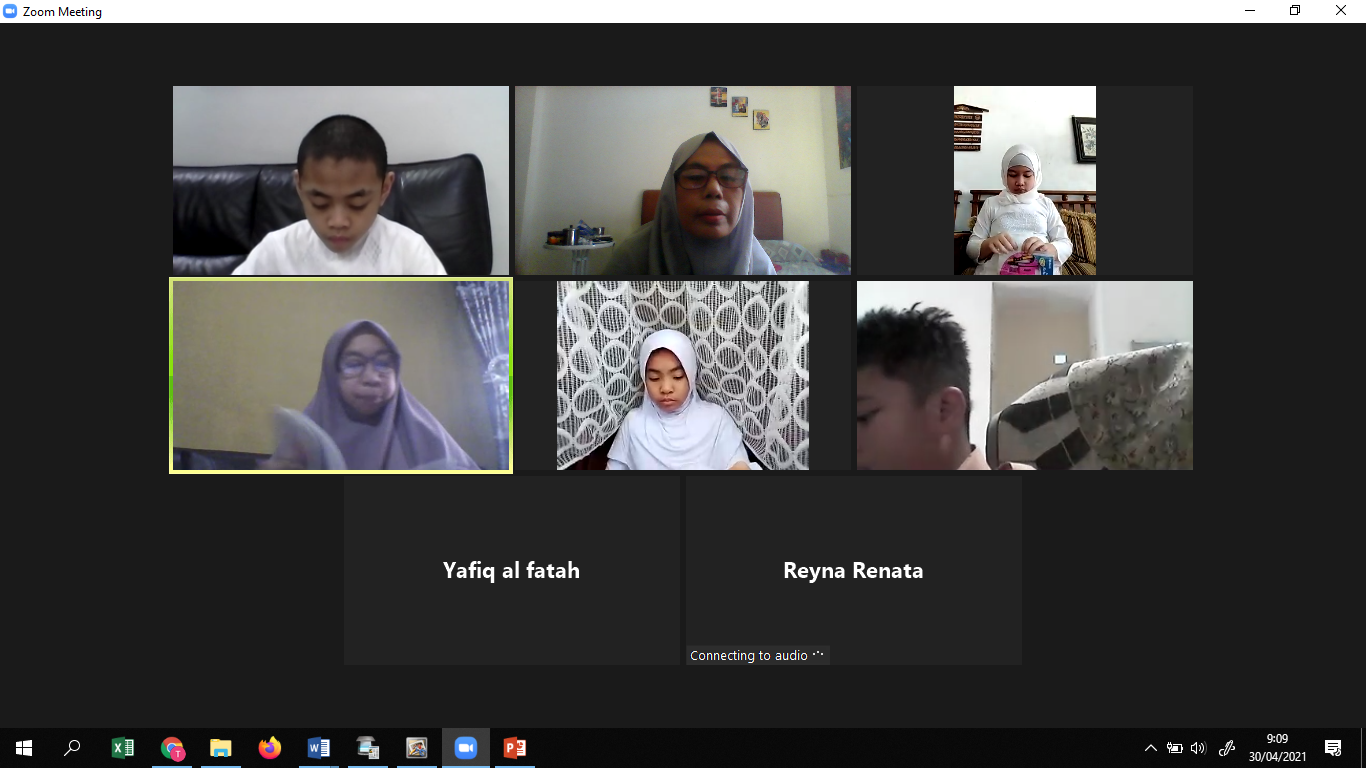 Zoom Meeting
Yafiq al fatah
Reyna Renata
Connecting to audio
9:09
30/04/2021